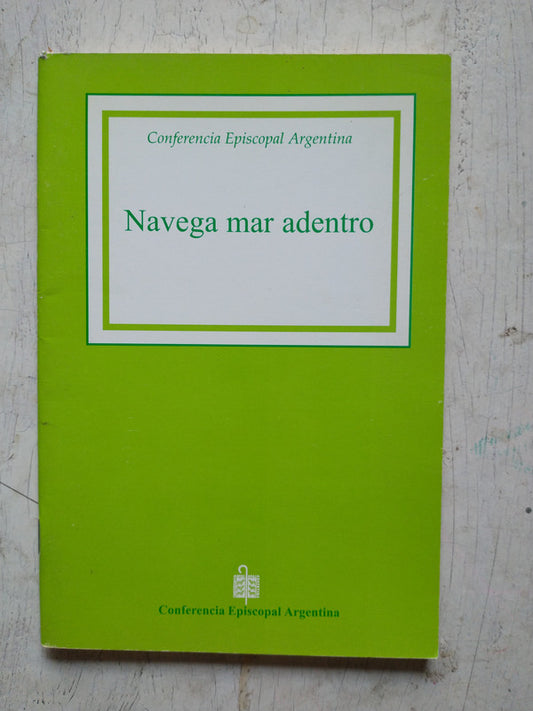 Conferencia Episcopal Argentina
Navega mar adentro
Conferencia Episcopal Argentina